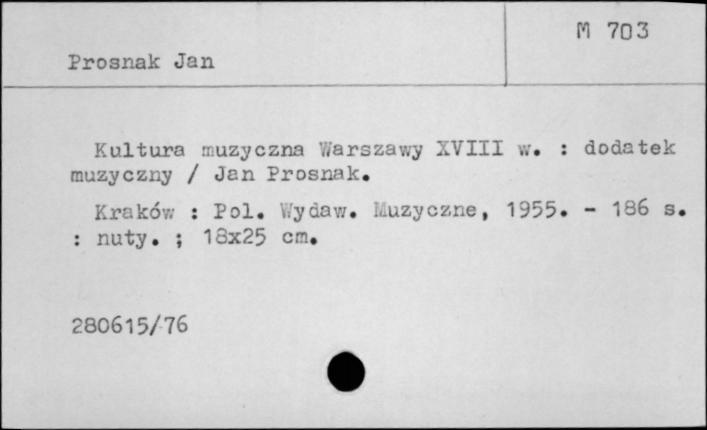 M 703
Prosnak Jan
Kultura muzyczna Warszawy XVIII w. : dodatek
muzyczny / Jan Prosnak.
Kraków : Pol. Wydaw. Muzyczne, 1955. - 186 s.
: nuty. ; 18x25 cm.
280615/76